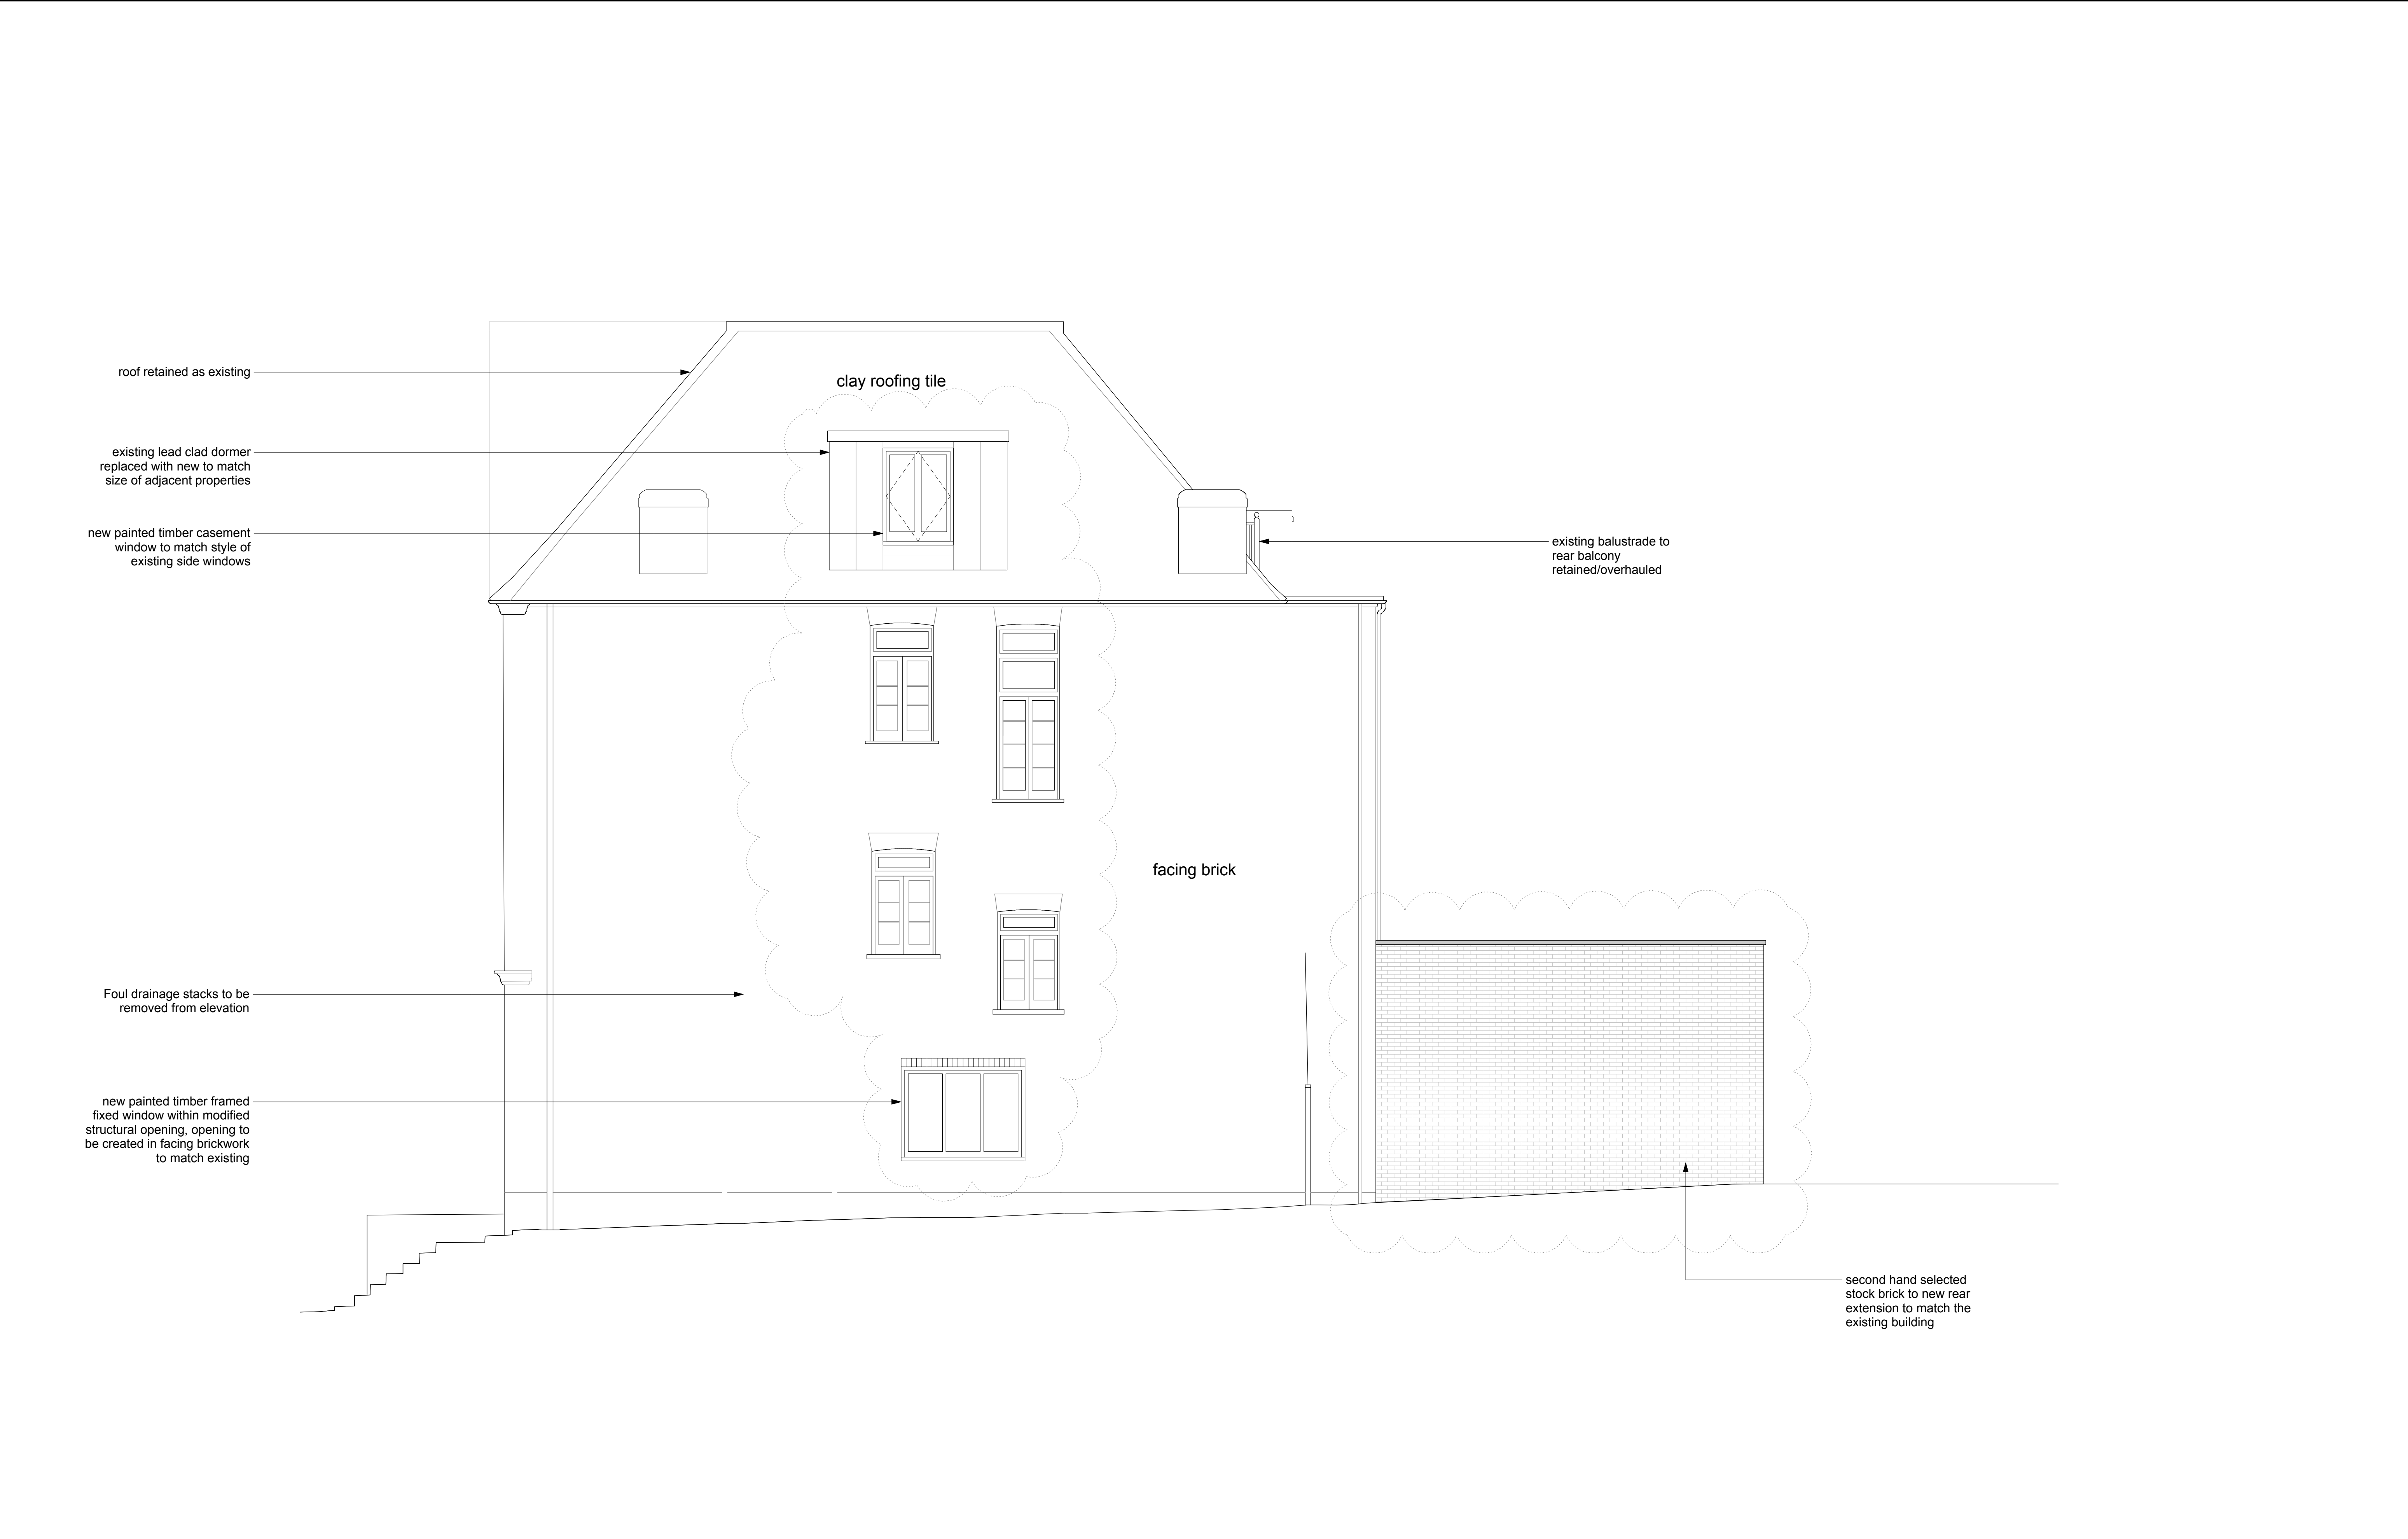 roof retained as existing
clay roofing tile
existing lead clad dormer
replaced with new to match
size of adjacent properties
new painted timber casement
window to match style of
existing side windows
existing balustrade to
rear balcony
retained/overhauled
facing brick
Foul drainage stacks to be
removed from elevation
new painted timber framed
fixed window within modified
structural opening, opening to
be created in facing brickwork
to match existing
second hand selected
stock brick to new rear
extension to match the
existing building